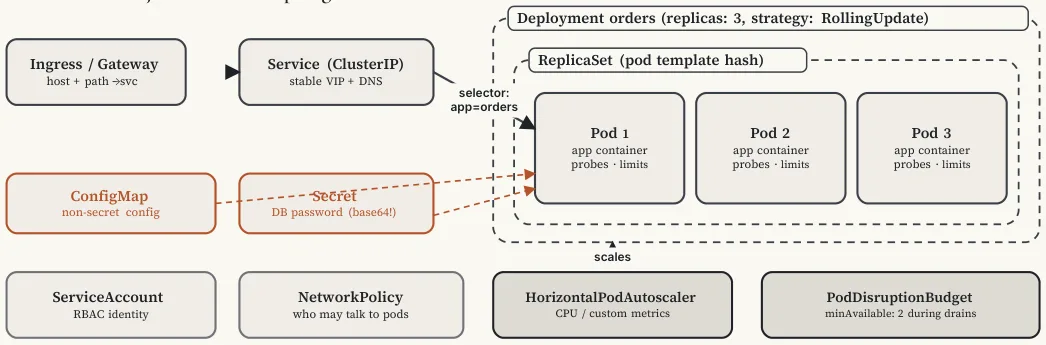 Deployment orders (replicas: 3, strategy: RollingUpdate)
ReplicaSet (pod template hash)
Ingress / Gateway
host + path →svc
Service (ClusterIP)
stable VIP + DNS
selector:
app=orders
Pod 1
app container
probes · limits
Pod 2
app container
probes · limits
Pod 3
app container
probes · limits
ConfigMap
non-secret config
Secret
DB password (base64!)
scales
ServiceAccount
RBAC identity
NetworkPolicy
who may talk to pods
HorizontalPodAutoscaler
CPU / custom metrics
PodDisruptionBudget
minAvailable: 2 during drains